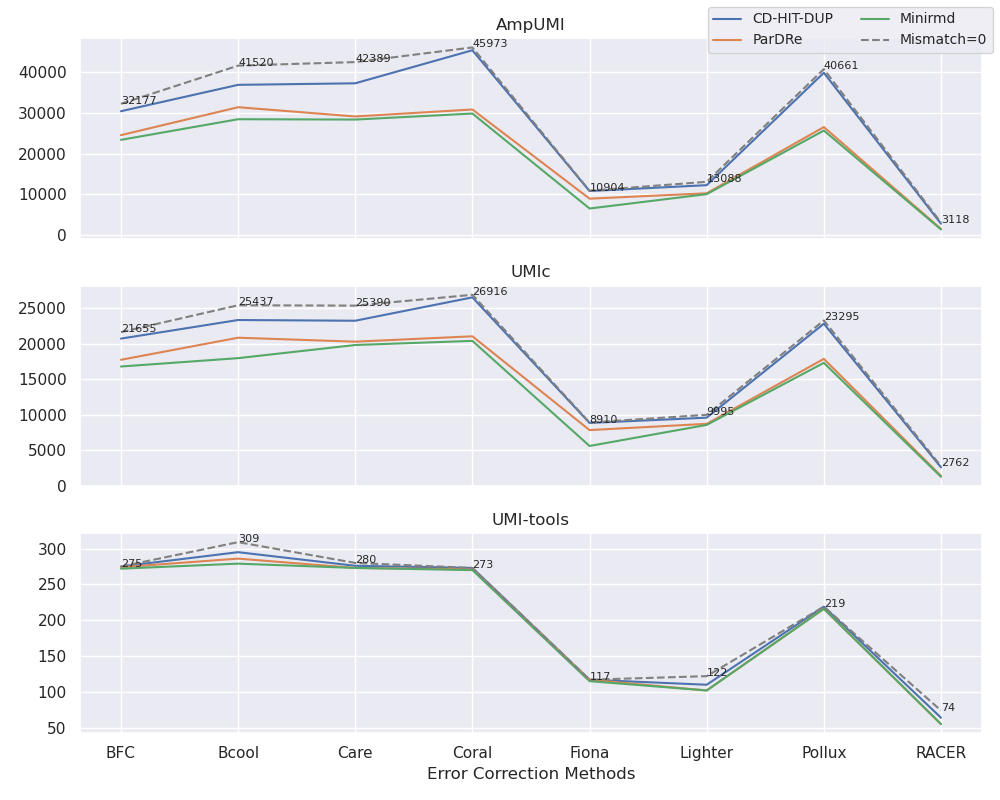 AmpUMI
CD-HIT-DUP
ParDRe
Minirmd
Mismatch=0
40000
30000
20000
10000
0
32177
41520
42389
45973
10904
13088
40661
3118
UMIc
25000
20000
15000
10000
5000
0
21655
25437
25390
26916
8910
9995
23295
2762
UMI-tools
300
250
200
150
100
50
275
309
280
273
117
122
219
74
BFC
Bcool
Care
Coral
Fiona
Lighter
Pollux
RACER
Error Correction Methods